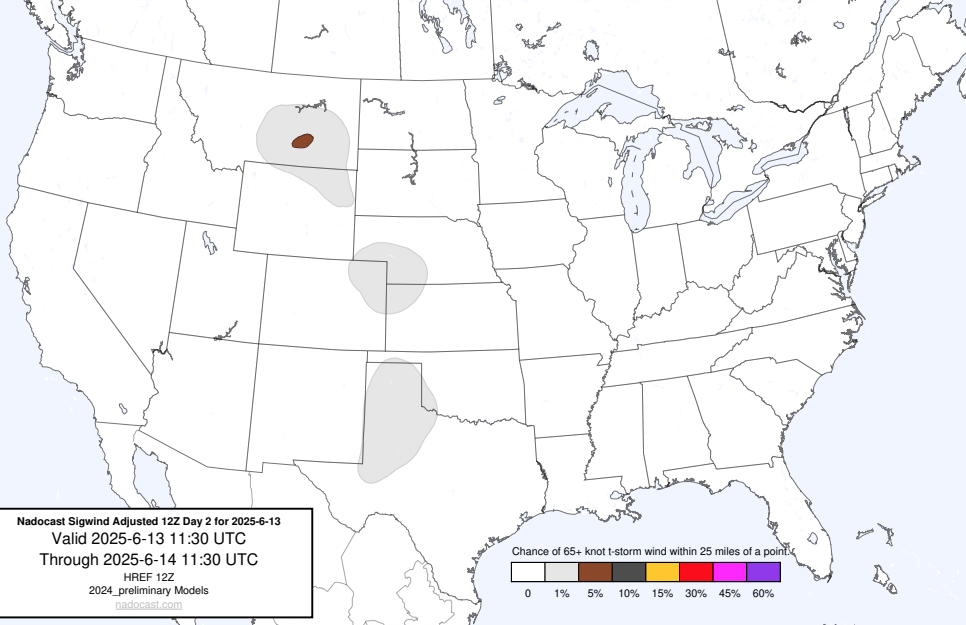 Nadocast Sigwind Adjusted 12Z Day 2 for 2025-6-13
Valid 2025-6-13 11:30 UTC
Through 2025-6-14 11:30 UTC
HREF 12Z
2024_preliminary Models
nadocast.com
Chance of 65+ knot t-storm wind within 25 miles of a point.
0 1% 5% 10% 15% 30% 45% 60%